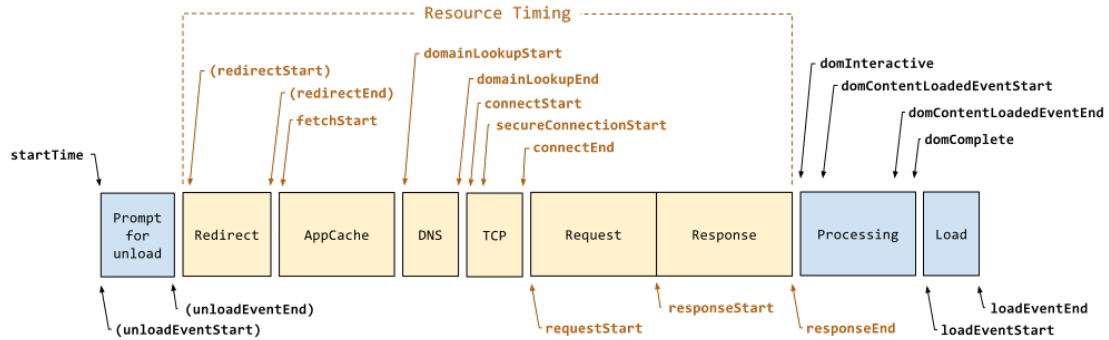 Resource Timing
domainLookupStart
(redirectStart)
domainLookupEnd
(redirectEnd)
connectStart
fetchStart
secureConnectionStart
connectEnd
domInteractive
domContentLoadedEventStart
domContentLoadedEventEnd
domComplete
startTime
Prompt
for
unload
Redirect
AppCache
DNS
TCP
Request
Response
Processing
Load
(unloadEventEnd)
(unloadEventStart)
requestStart
responseStart
responseEnd
loadEventEnd
loadEventStart